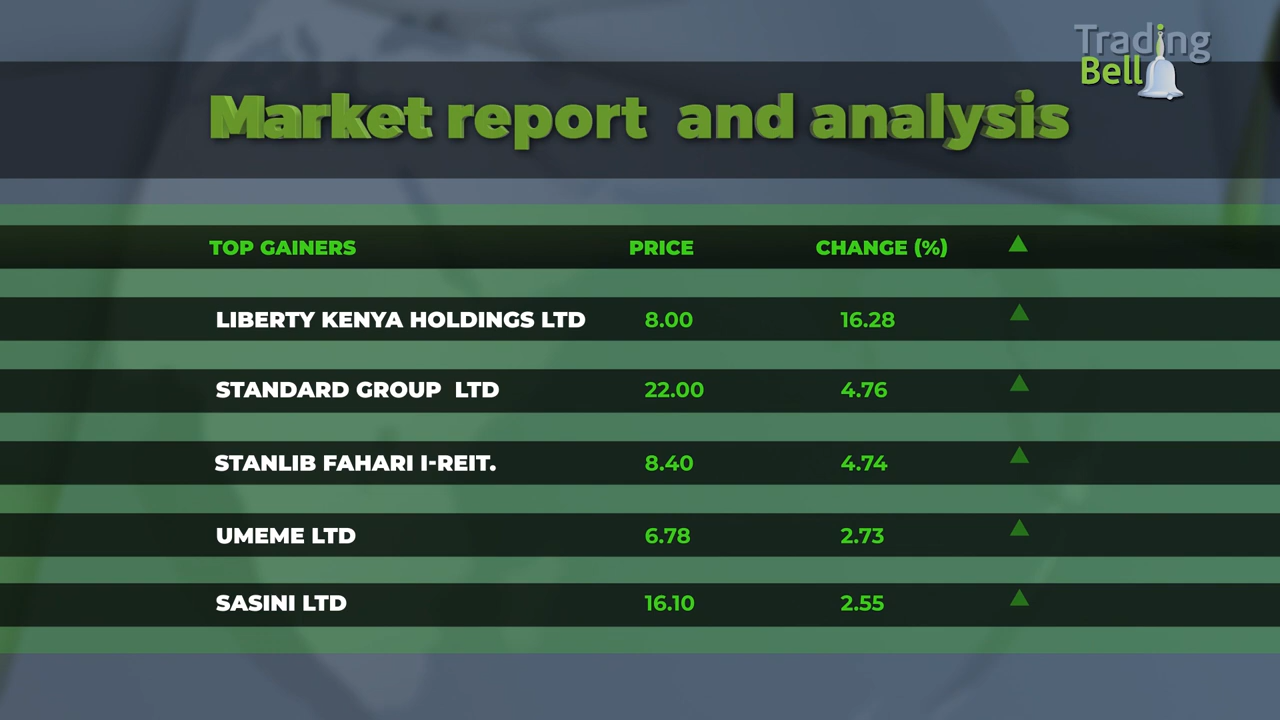 Trading
Bell
Market report and analysis
TOP GAINERS PRICE CHANGE (%)
LIBERTY KENYA HOLDINGS LTD 8.00 16.28
STANDARD GROUP LTD 22.00 4.76
STANLIB FAHARI I-REIT. 8.40 4.74
UMEME LTD 6.78 2.73
SASINI LTD 16.10 2.55